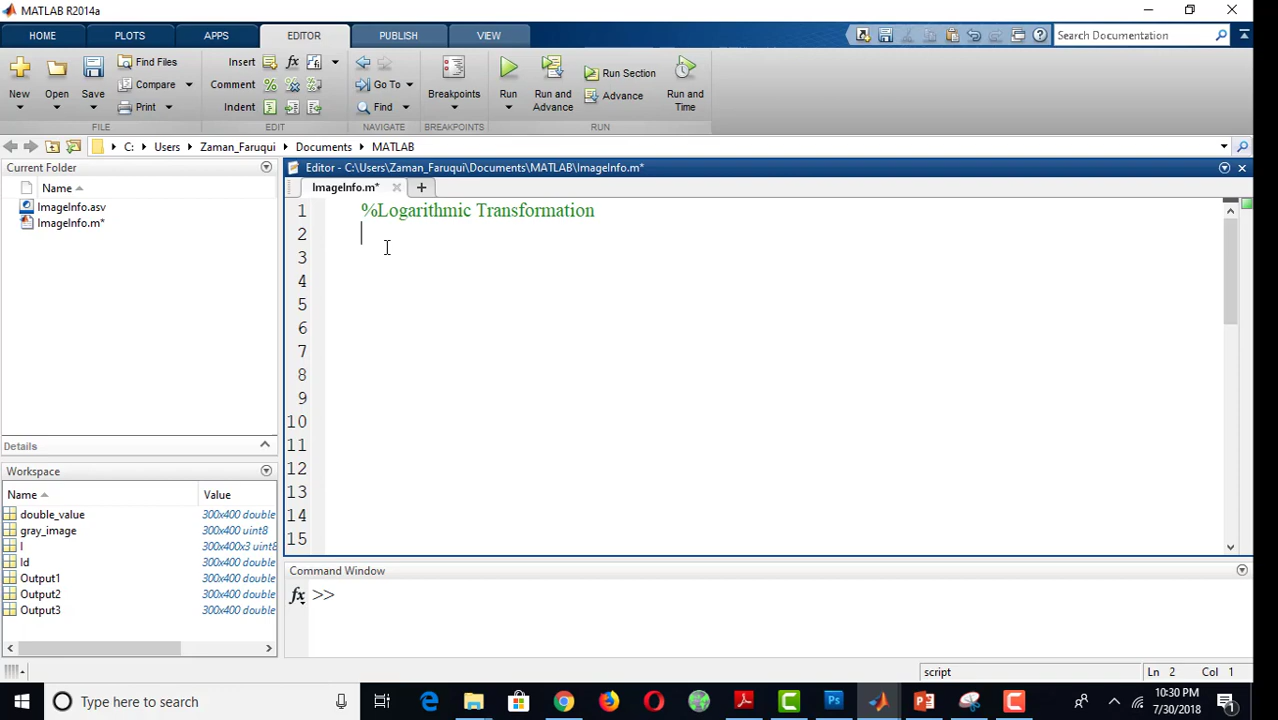 MATLAB R2014a
HOME PLOTS APPS EDITOR PUBLISH VIEW Search Documentation
New Open Save Find Files Compare Print
Insert fx Comment Indent
Go To Find
Breakpoints Run Run and Advance Run Section Advance Run and Time
FILE EDIT NAVIGATE BREAKPOINTS RUN
C: Users Zaman_Faruqui Documents MATLAB
Current Folder
Name
ImageInfo.asv
ImageInfo.m*
Details
Workspace
Name Value
double_value 300x400 double
gray_image 300x400 uint8
I 300x400x3 uint8
Id 300x400 double
Output1 300x400 double
Output2 300x400 double
Output3 300x400 double
Editor - C:\Users\Zaman_Faruqui\Documents\MATLAB\ImageInfo.m*
ImageInfo.m*
1 %Logarithmic Transformation
2
3
4
5
6
7
8
9
10
11
12
13
14
15
Command Window
fx >>
script Ln 2 Col 1
Type here to search
10:30 PM
7/30/2018